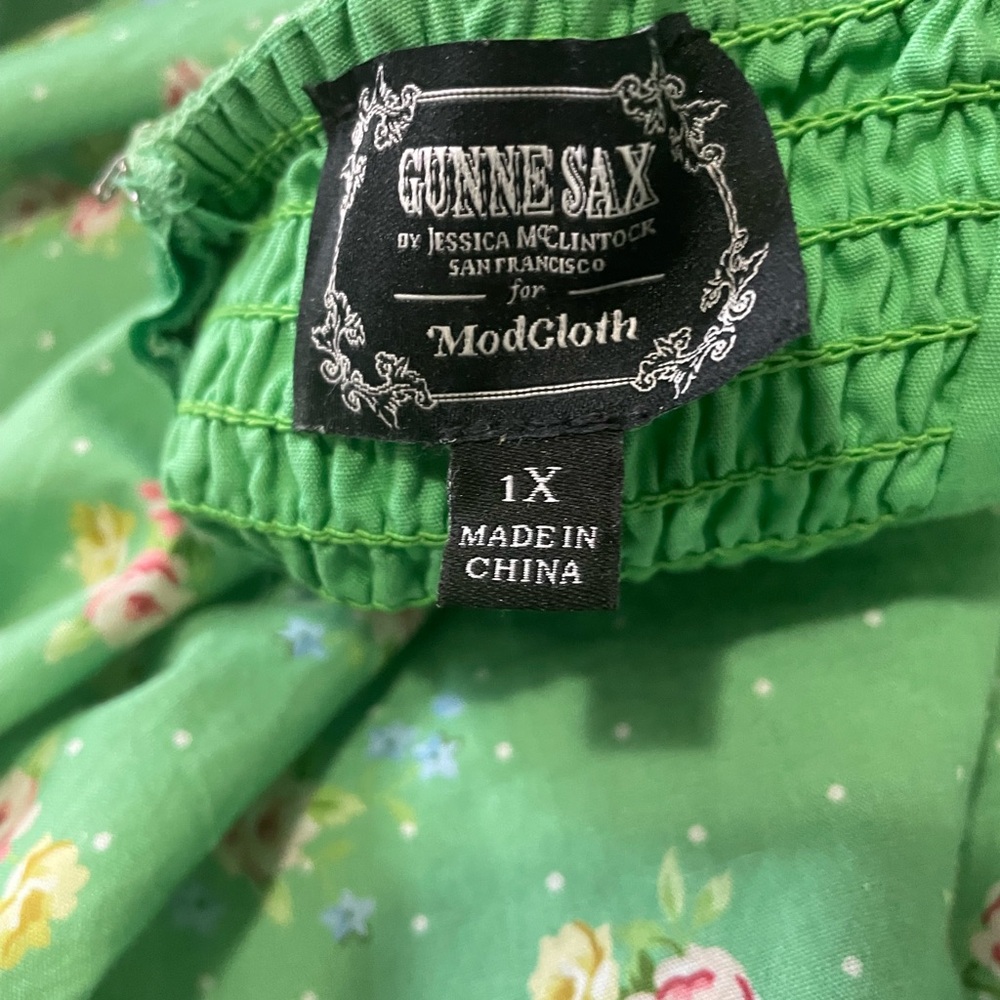 GUNNE SAX
BY JESSICA McCLINTOCK
SAN FRANCISCO
for
ModCloth
1X
MADE IN
CHINA